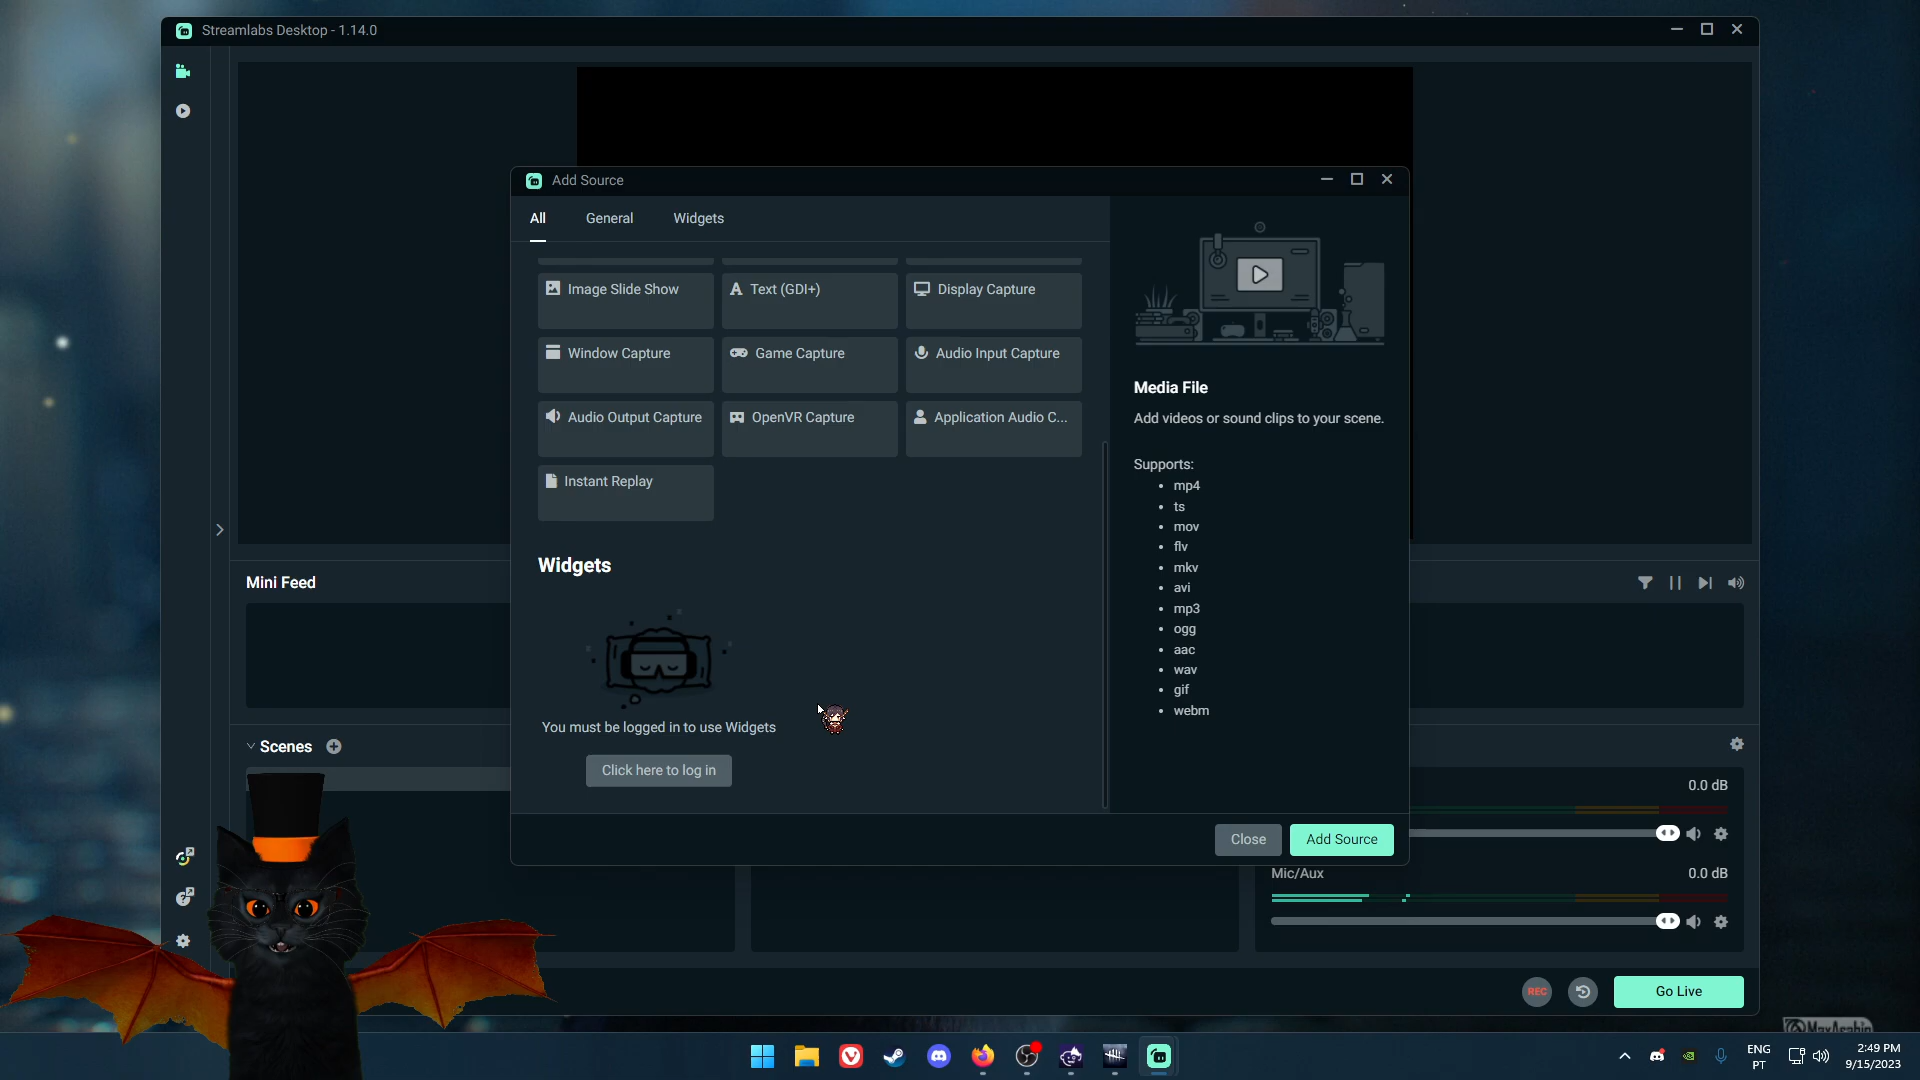 Streamlabs Desktop - 1.14.0
Add Source
All
General
Widgets
Image Slide Show
Text (GDI+)
Display Capture
Window Capture
Game Capture
Audio Input Capture
Audio Output Capture
OpenVR Capture
Application Audio C...
Instant Replay
Widgets
You must be logged in to use Widgets
Click here to log in
Media File
Add videos or sound clips to your scene.
Supports:
• mp4
• ts
• mov
• flv
• mkv
• avi
• mp3
• ogg
• aac
• wav
• gif
• webm
Close
Add Source
Mini Feed
Scenes
0.0 dB
Mic/Aux
0.0 dB
REC
Go Live
ENG
PT
2:49 PM
9/15/2023